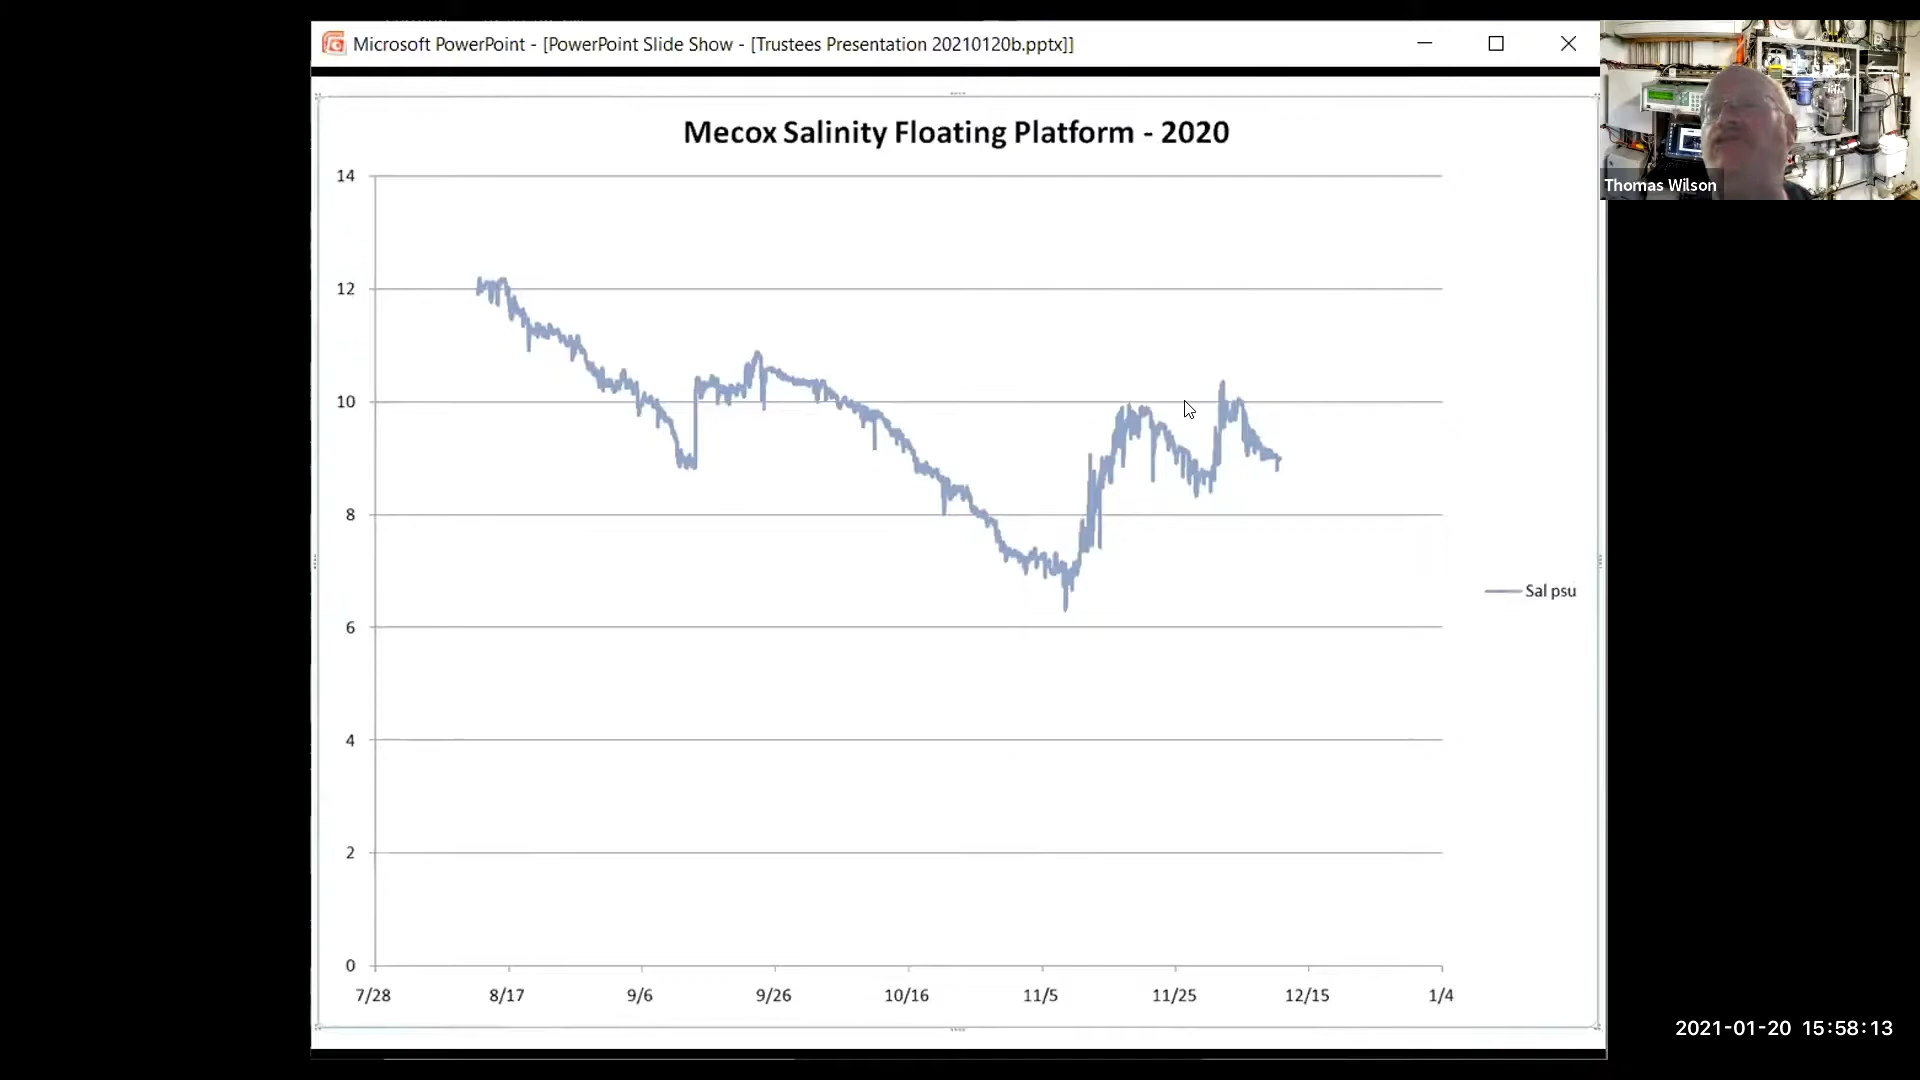 Microsoft PowerPoint - [PowerPoint Slide Show - [Trustees Presentation 20210120b.pptx]]
Thomas Wilson
Mecox Salinity Floating Platform - 2020
14
12
10
8
6
4
2
0
7/28 8/17 9/6 9/26 10/16 11/5 11/25 12/15 1/4
Sal psu
2021-01-20 15:58:13